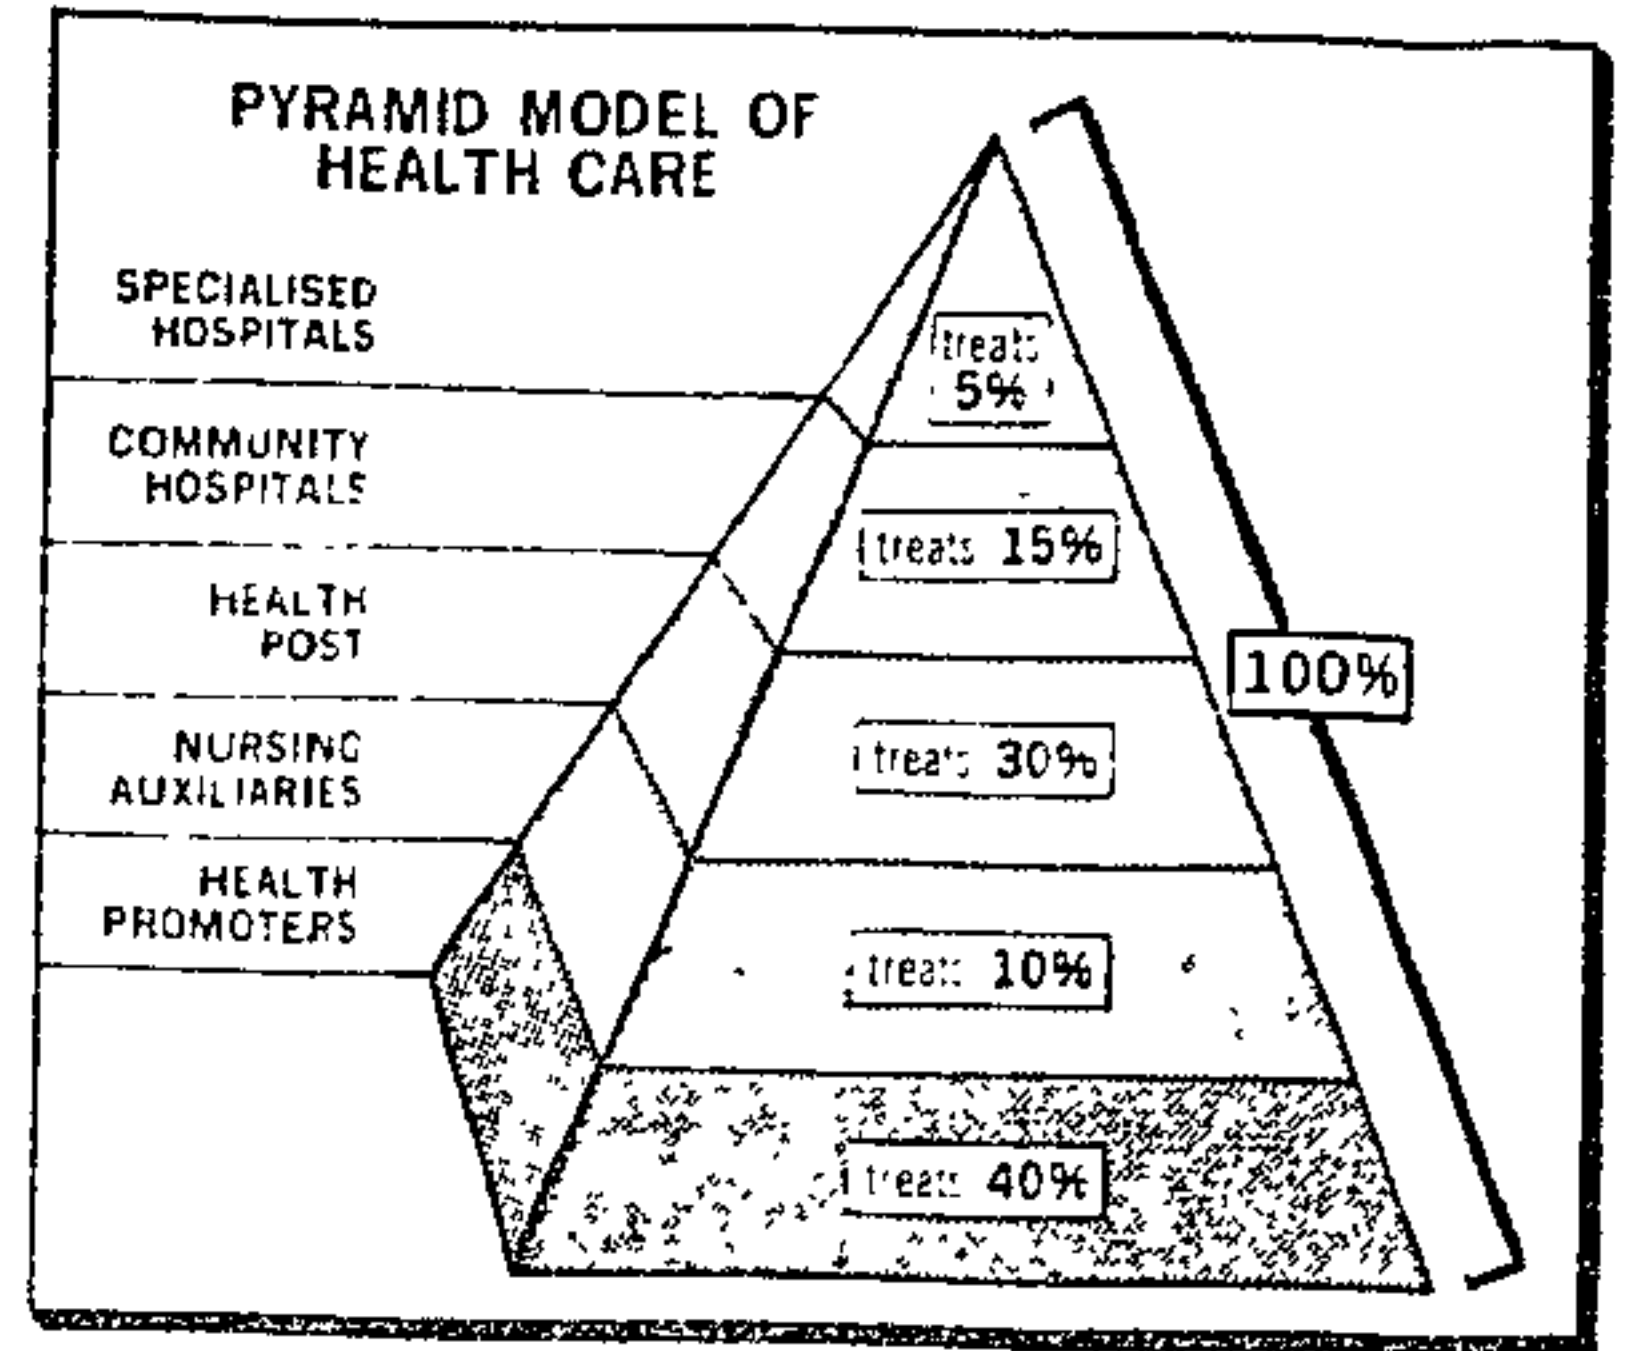 PYRAMID MODEL OF
HEALTH CARE
SPECIALISED
HOSPITALS
treats
5%
COMMUNITY
HOSPITALS
treats 15%
HEALTH
POST
100%
treats 30%
NURSING
AUXILIARIES
treats 10%
HEALTH
PROMOTERS
treats 40%